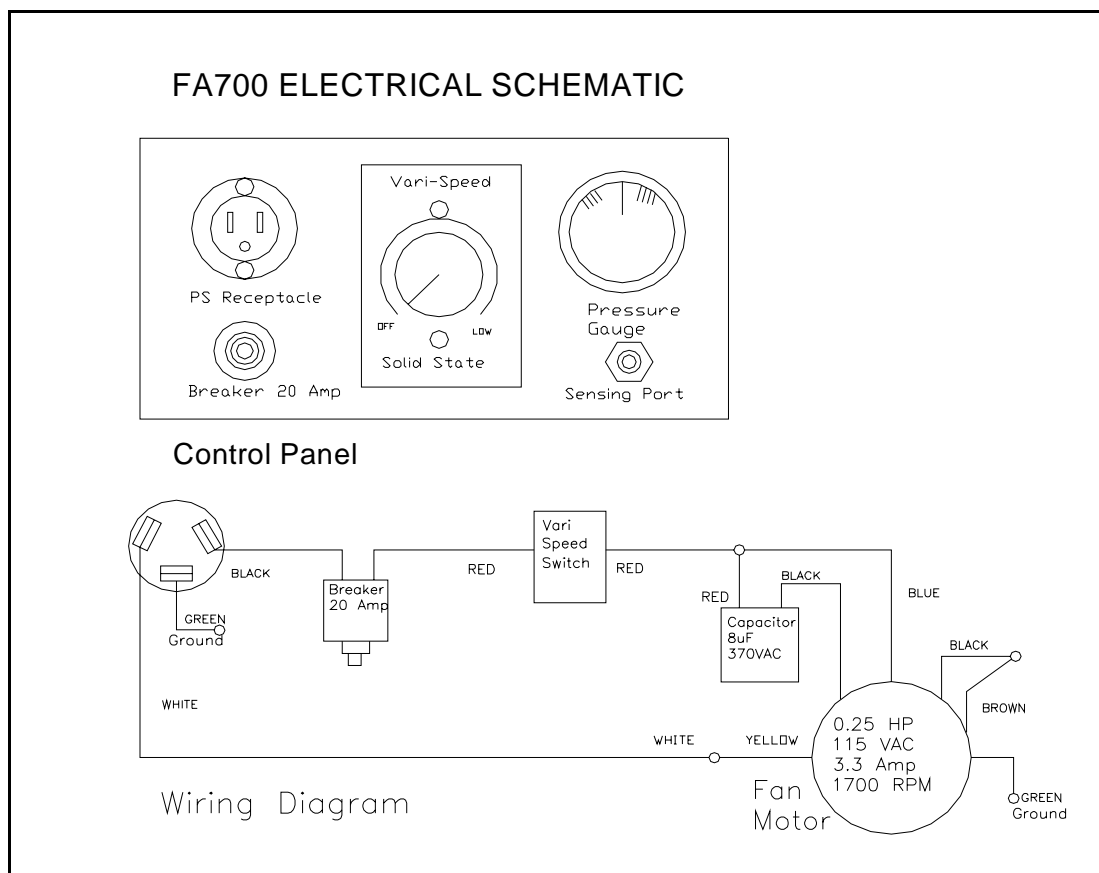 FA700 ELECTRICAL SCHEMATIC
Vari-Speed
PS Receptacle
OFF
LOW
Solid State
Breaker 20 Amp
Pressure
Gauge
Sensing Port
Control Panel
Vari
Speed
Switch
BLACK
RED
RED
BLACK
Breaker
20 Amp
RED
BLUE
GREEN
Ground
Capacitor
8uF
370VAC
BLACK
WHITE
BROWN
0.25 HP
115 VAC
3.3 Amp
1700 RPM
WHITE
YELLOW
Wiring Diagram
Fan
Motor
GREEN
Ground